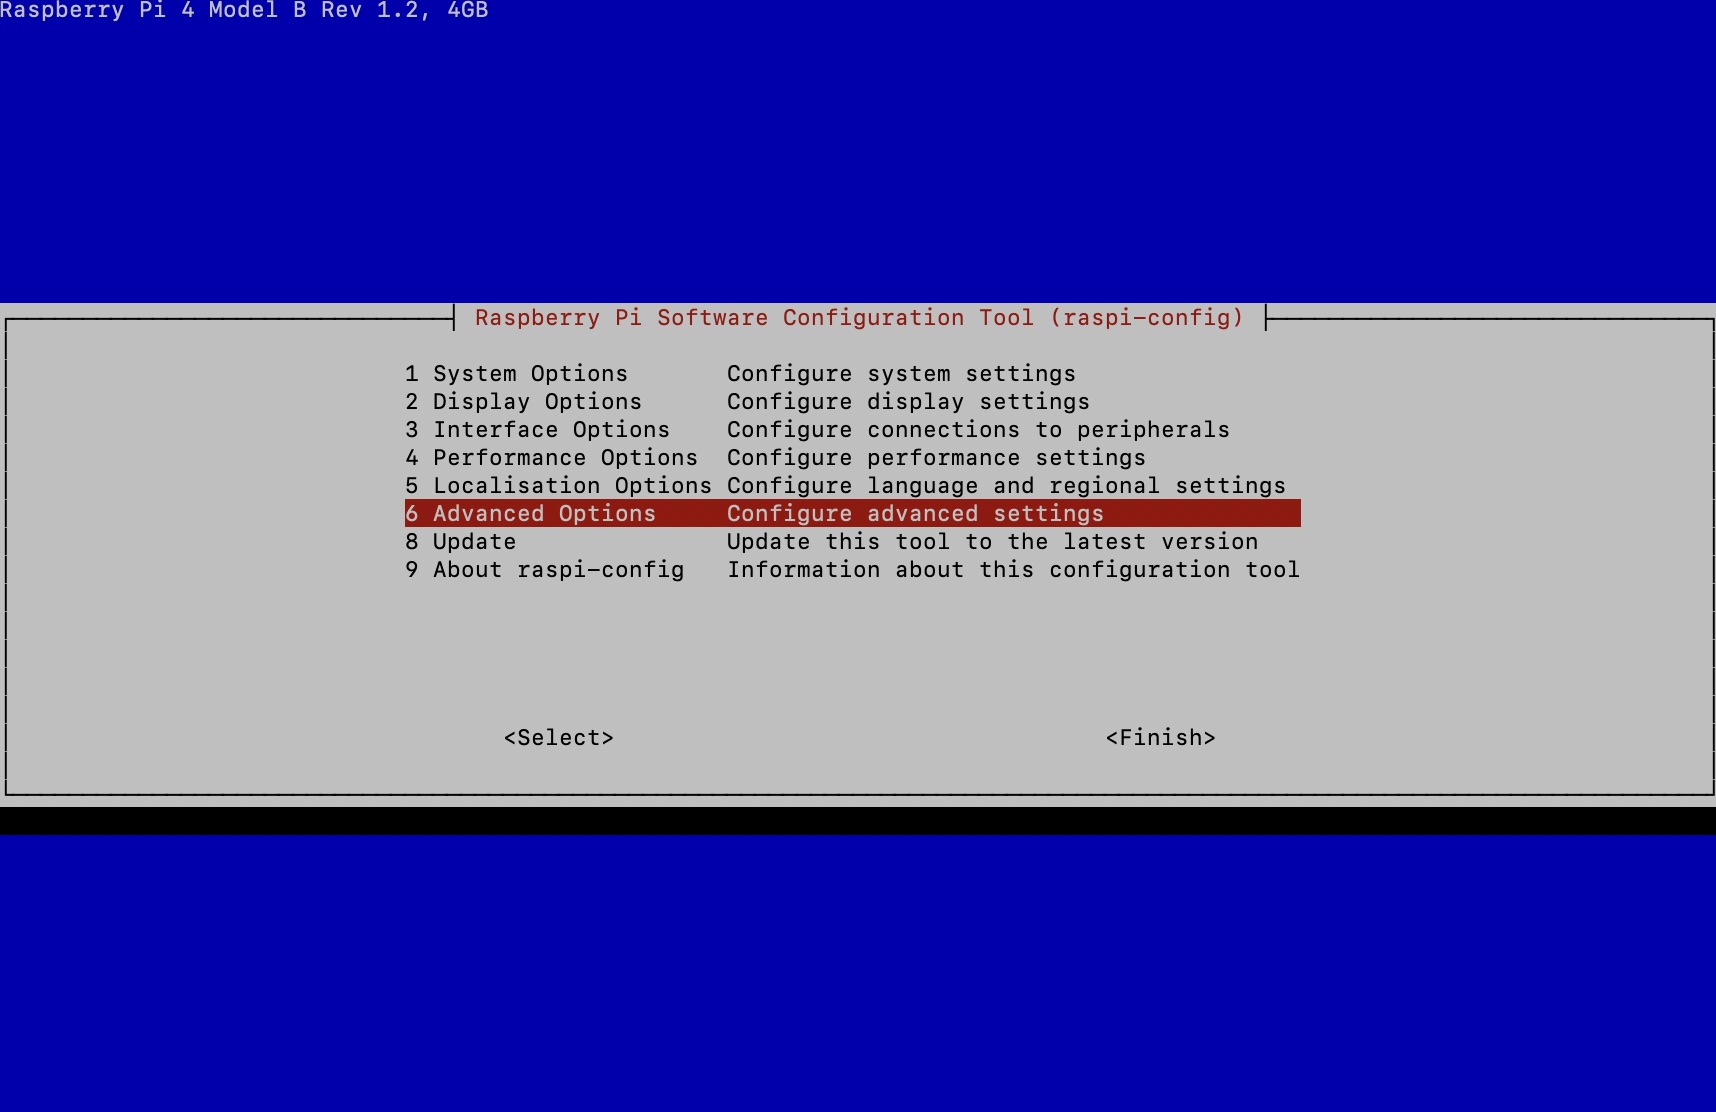 Raspberry Pi 4 Model B Rev 1.2, 4GB
Raspberry Pi Software Configuration Tool (raspi-config)
1 System Options Configure system settings
2 Display Options Configure display settings
3 Interface Options Configure connections to peripherals
4 Performance Options Configure performance settings
5 Localisation Options Configure language and regional settings
6 Advanced Options Configure advanced settings
8 Update Update this tool to the latest version
9 About raspi-config Information about this configuration tool
<Select> <Finish>